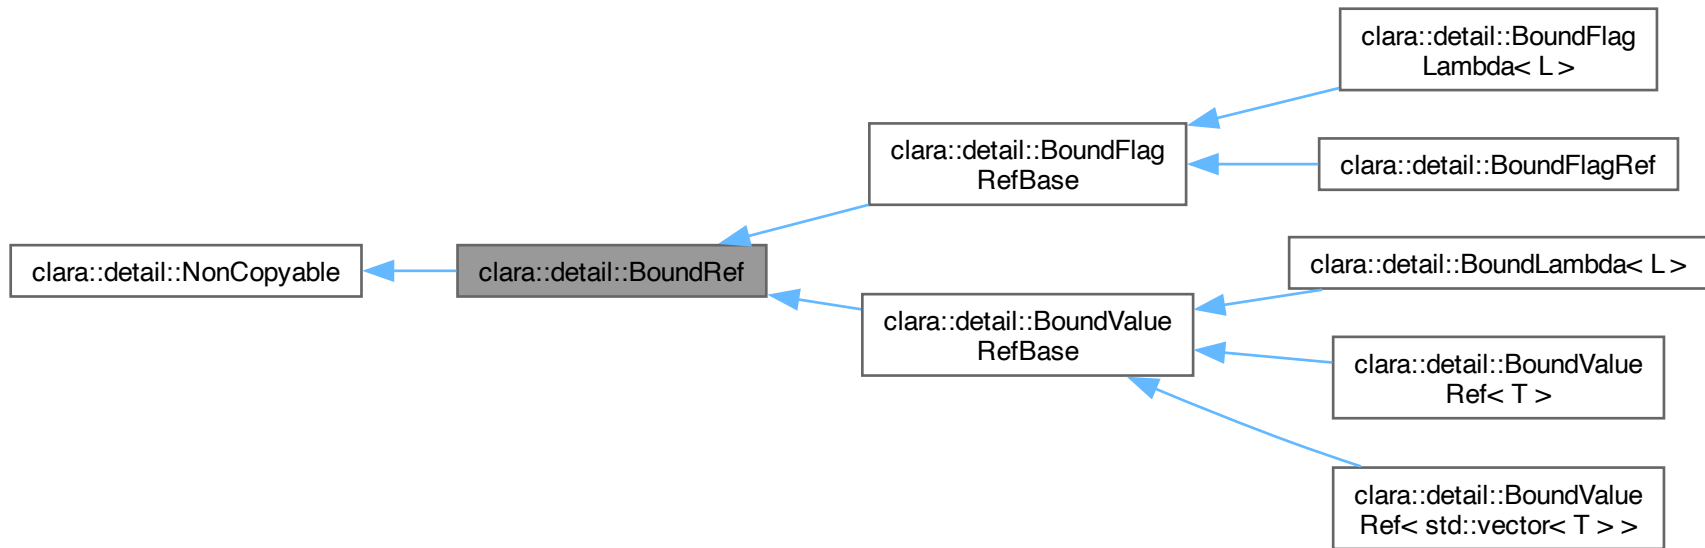 clara::detail::BoundFlag
Lambda< L >
clara::detail::BoundFlag
RefBase
clara::detail::BoundFlagRef
clara::detail::NonCopyable
clara::detail::BoundRef
clara::detail::BoundLambda< L >
clara::detail::BoundValue
RefBase
clara::detail::BoundValue
Ref< T >
clara::detail::BoundValue
Ref< std::vector< T > >